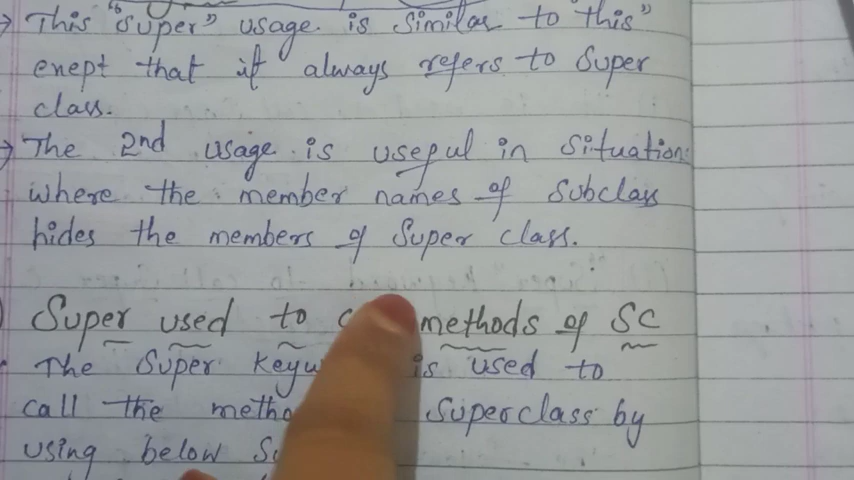 → This "super" usage is similar to this"
exept that it always refers to Super
class.
→ The 2nd usage is useful in situation
where the member names of Subclass
hides the members of Super class.
Super used to methods of SC
The Super is used to
call the Superclass by
using below